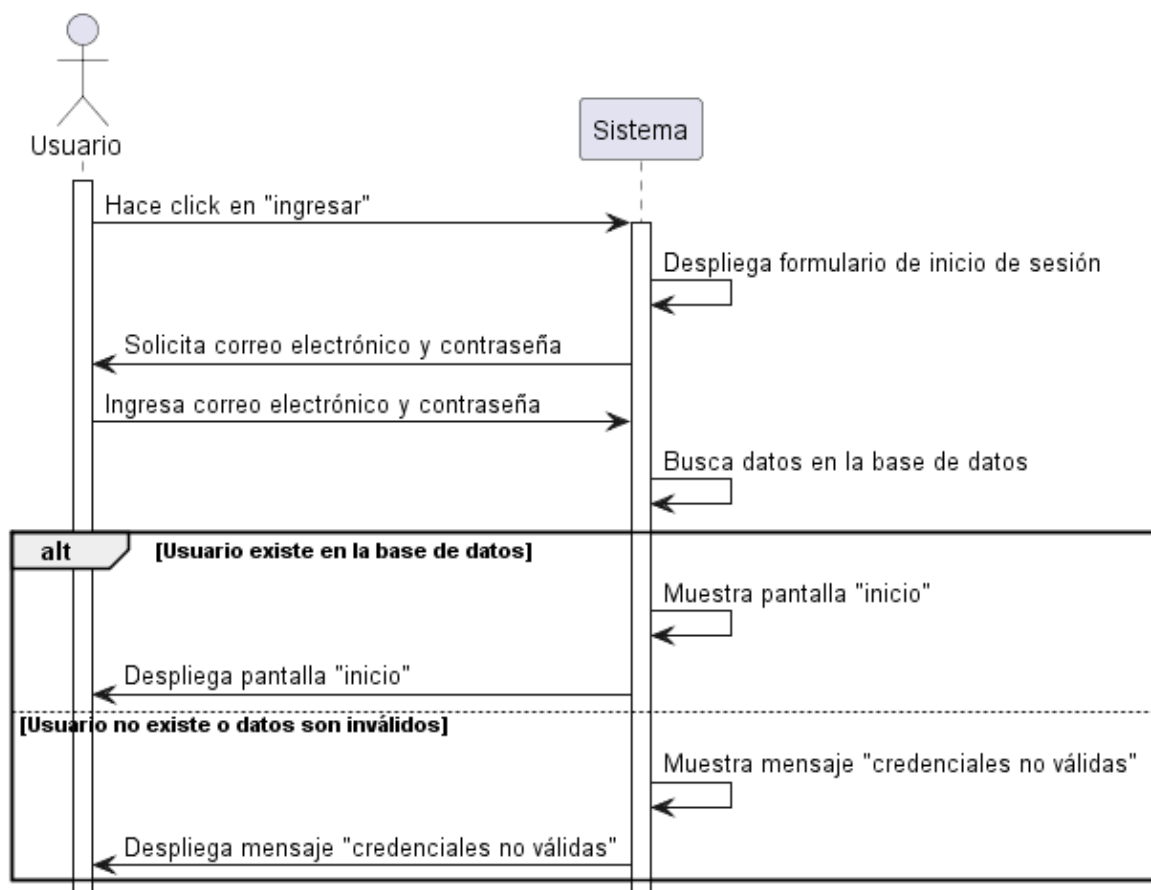 Usuario
Sistema
Hace click en "ingresar"
Despliega formulario de inicio de sesión
Solicita correo electrónico y contraseña
Ingresa correo electrónico y contraseña
Busca datos en la base de datos
alt [Usuario existe en la base de datos]
Muestra pantalla "inicio"
Despliega pantalla "inicio"
[Usuario no existe o datos son inválidos]
Muestra mensaje "credenciales no válidas"
Despliega mensaje "credenciales no válidas"